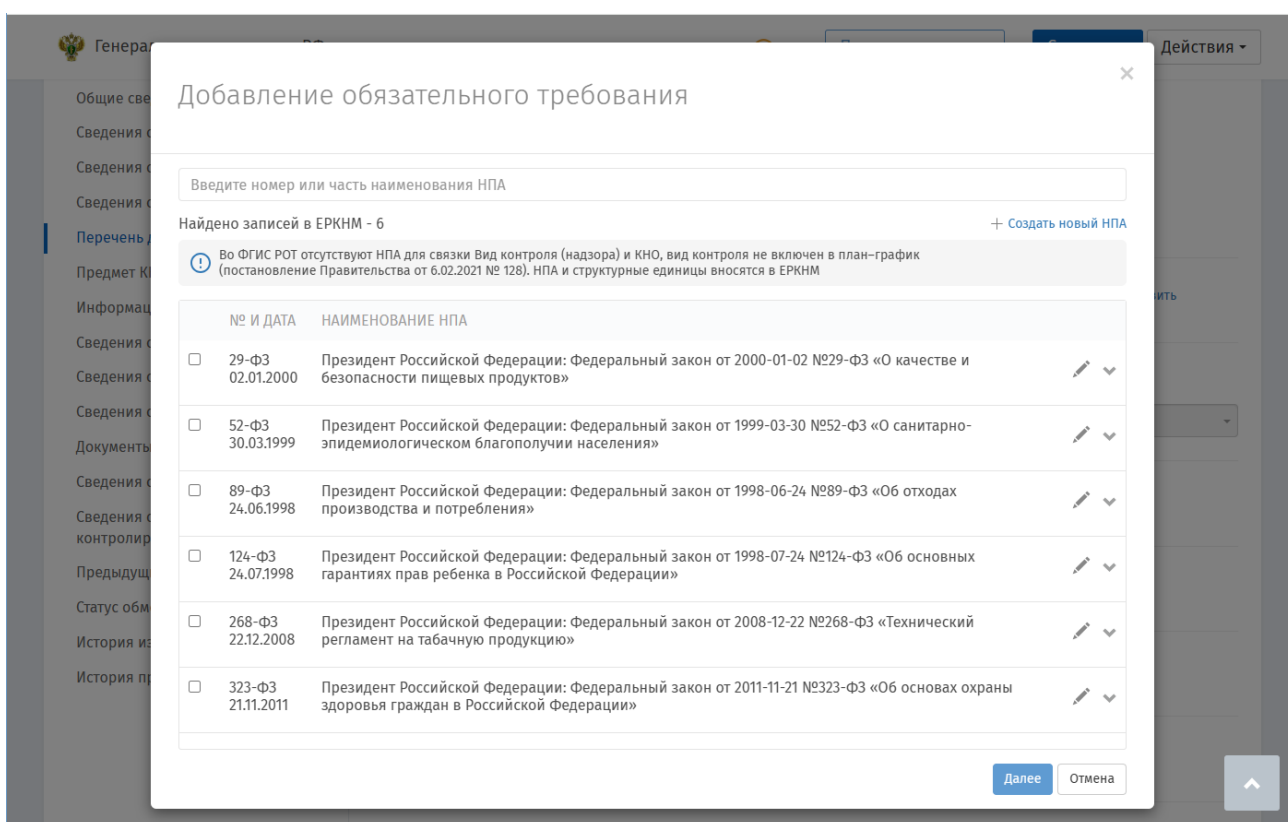 Действия
Добавление обязательного требования
Общие све
Сведения
Сведения
Введите номер или часть наименования НПА
Сведения
Найдено записей в ЕРКНМ - 6
+ Создать новый НПА
Перечень
Во ФГИС РОТ отсутствуют НПА для связки Вид контроля (надзора) и КНО, вид контроля не включен в план-график
(постановление Правительства от 6.02.2021 № 128). НПА и структурные единицы вносятся в ЕРКНМ
Предмет К
Информац
№ И ДАТА НАИМЕНОВАНИЕ НПА
Сведения
29-ФЗ
02.01.2000
Президент Российской Федерации: Федеральный закон от 2000-01-02 №29-ФЗ «О качестве и
безопасности пищевых продуктов»
Сведения
Сведения
52-ФЗ
30.03.1999
Президент Российской Федерации: Федеральный закон от 1999-03-30 №52-ФЗ «О санитарно-
эпидемиологическом благополучии населения»
Документы
Сведения
89-ФЗ
24.06.1998
Президент Российской Федерации: Федеральный закон от 1998-06-24 №89-ФЗ «Об отходах
производства и потребления»
Сведения
контролир
124-ФЗ
24.07.1998
Президент Российской Федерации: Федеральный закон от 1998-07-24 №124-ФЗ «Об основных
гарантиях прав ребенка в Российской Федерации»
Предыдущ
Статус обм
268-ФЗ
22.12.2008
Президент Российской Федерации: Федеральный закон от 2008-12-22 №268-ФЗ «Технический
регламент на табачную продукцию»
История из
История пр
323-ФЗ
21.11.2011
Президент Российской Федерации: Федеральный закон от 2011-11-21 №323-ФЗ «Об основах охраны
здоровья граждан в Российской Федерации»
Далее
Отмена